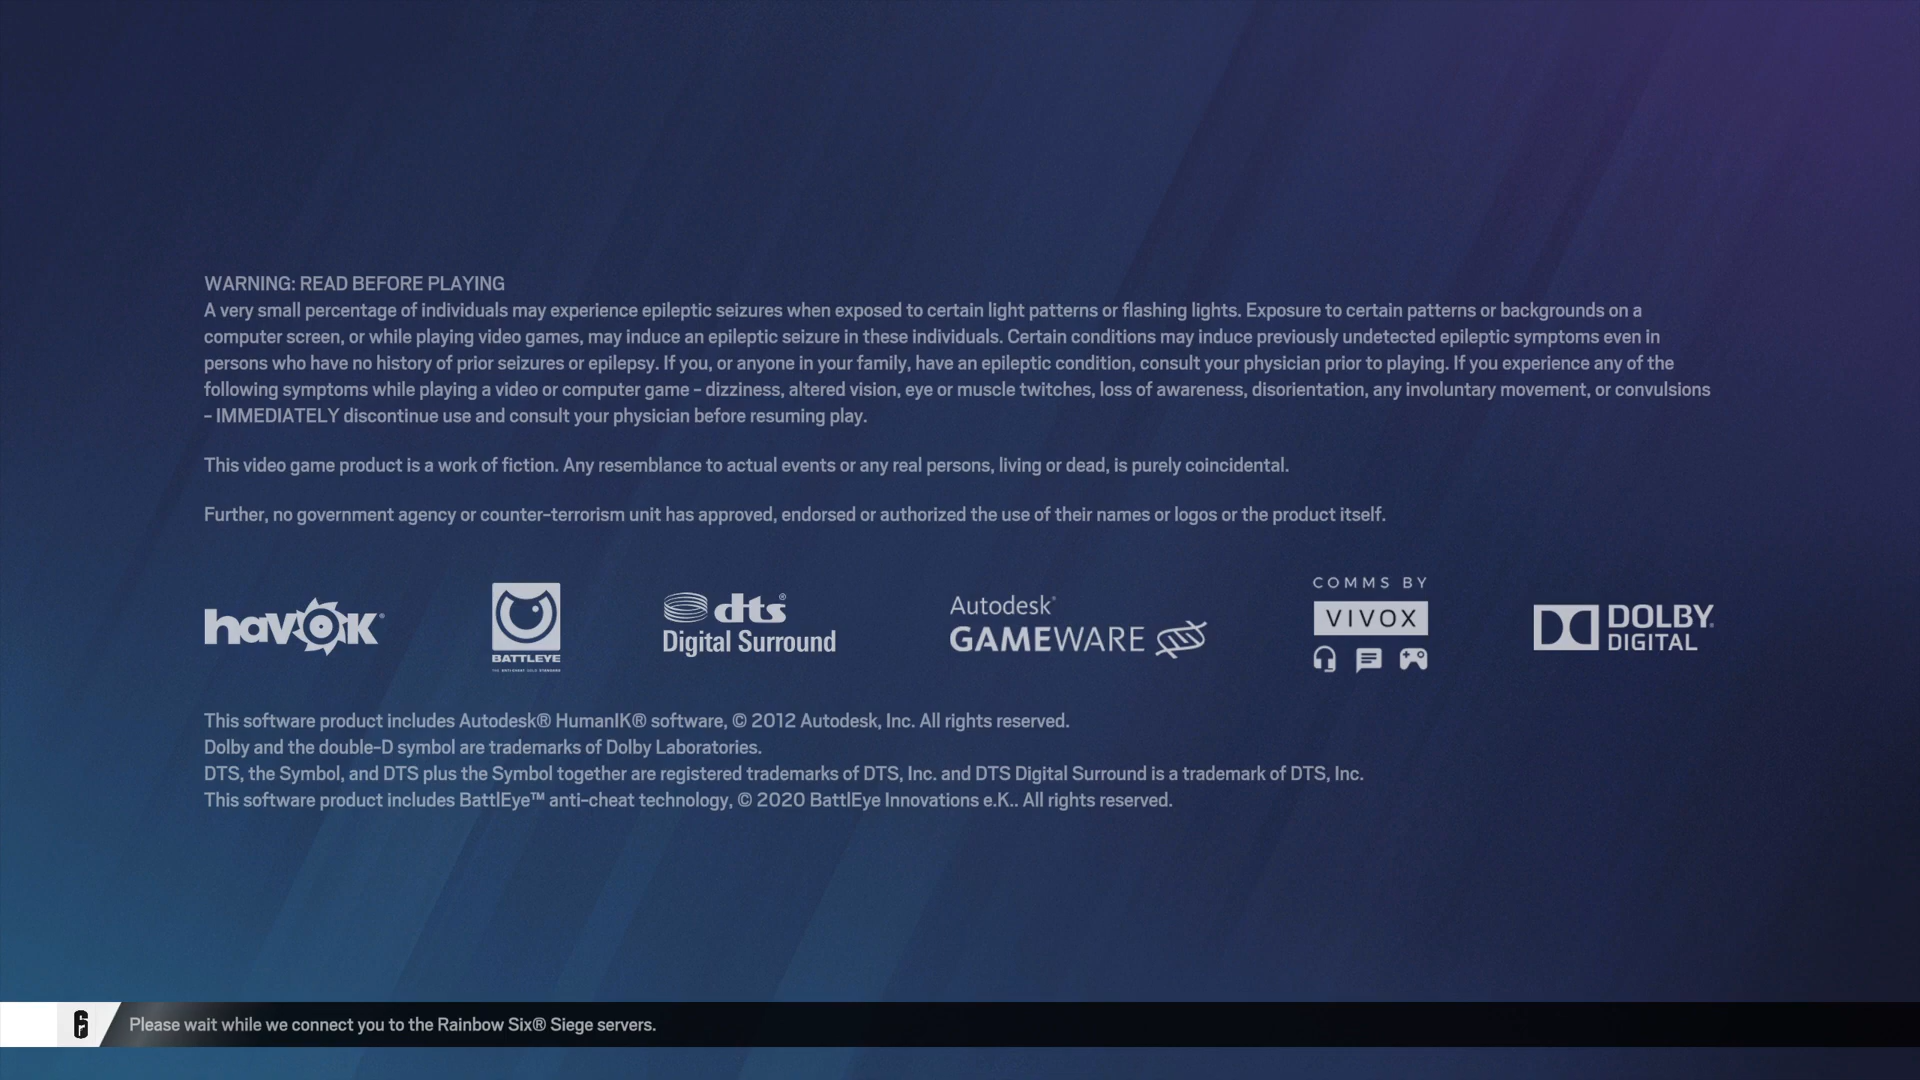 WARNING: READ BEFORE PLAYING
A very small percentage of individuals may experience epileptic seizures when exposed to certain light patterns or flashing lights. Exposure to certain patterns or backgrounds on a
computer screen, or while playing video games, may induce an epileptic seizure in these individuals. Certain conditions may induce previously undetected epileptic symptoms even in
persons who have no history of prior seizures or epilepsy. If you, or anyone in your family, have an epileptic condition, consult your physician prior to playing. If you experience any of the
following symptoms while playing a video or computer game – dizziness, altered vision, eye or muscle twitches, loss of awareness, disorientation, any involuntary movement, or convulsions
– IMMEDIATELY discontinue use and consult your physician before resuming play.
This video game product is a work of fiction. Any resemblance to actual events or any real persons, living or dead, is purely coincidental.
Further, no government agency or counter-terrorism unit has approved, endorsed or authorized the use of their names or logos or the product itself.
havok®
BATTLEYE
dts®
Digital Surround
Autodesk®
GAMEWARE
COMMS BY
VIVOX
DOLBY®
DIGITAL
This software product includes Autodesk® HumanIK® software, © 2012 Autodesk, Inc. All rights reserved.
Dolby and the double-D symbol are trademarks of Dolby Laboratories.
DTS, the Symbol, and DTS plus the Symbol together are registered trademarks of DTS, Inc. and DTS Digital Surround is a trademark of DTS, Inc.
This software product includes BattlEye™ anti-cheat technology, © 2020 BattlEye Innovations e.K.. All rights reserved.
6
Please wait while we connect you to the Rainbow Six® Siege servers.